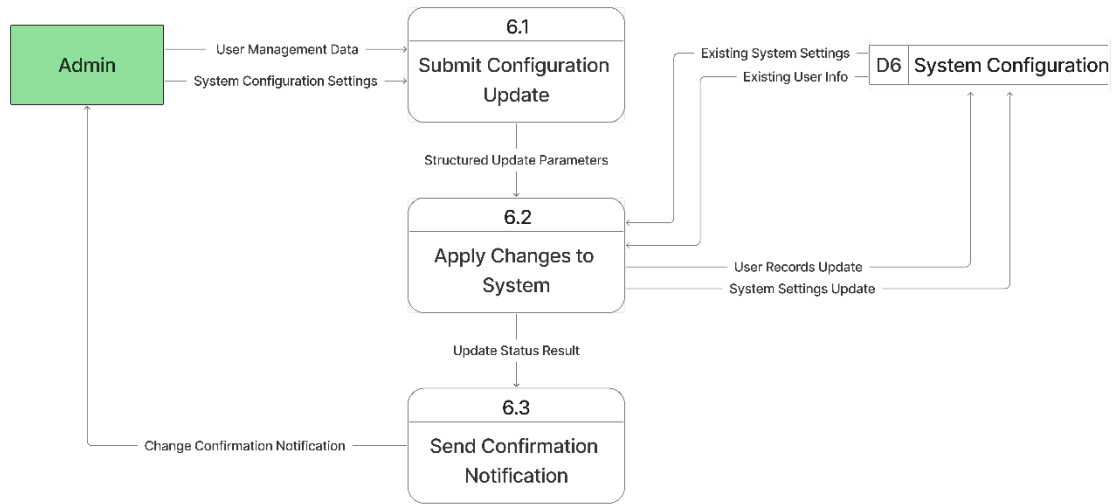 6.1
Admin
User Management Data
Submit Configuration
Update
System Configuration Settings
Existing System Settings
Existing User Info
D6
System Configuration
Structured Update Parameters
6.2
Apply Changes to
System
User Records Update
System Settings Update
Update Status Result
6.3
Send Confirmation
Notification
Change Confirmation Notification